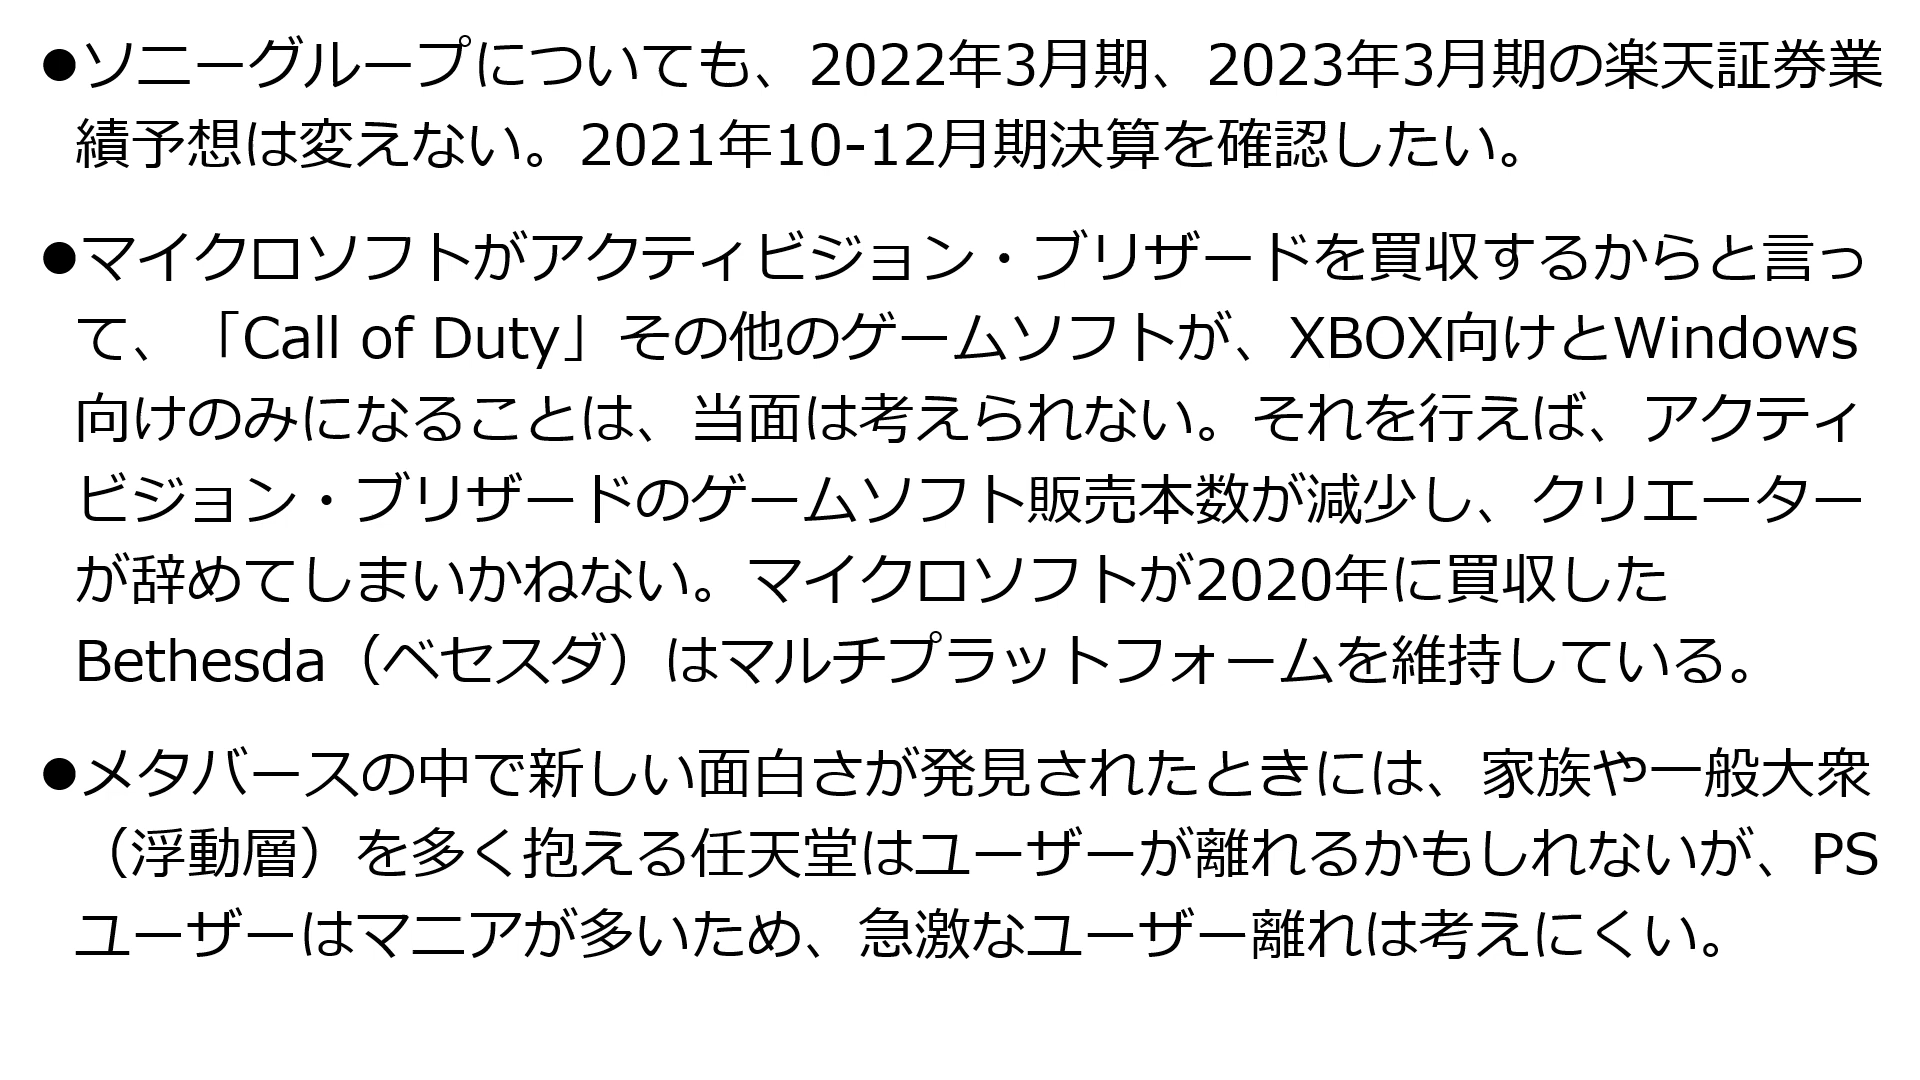 ●ソニーグループについても、2022年3月期、2023年3月期の楽天証券業
績予想は変えない。2021年10-12月期決算を確認したい。
●マイクロソフトがアクティビジョン・ブリザードを買収するからと言っ
て、「Call of Duty」その他のゲームソフトが、XBOX向けとWindows
向けのみになることは、当面は考えられない。それを行えば、アクティ
ビジョン・ブリザードのゲームソフト販売本数が減少し、クリエーター
が辞めてしまいかねない。マイクロソフトが2020年に買収した
Bethesda（ベセスダ）はマルチプラットフォームを維持している。
●メタバースの中で新しい面白さが発見されたときには、家族や一般大衆
（浮動層）を多く抱える任天堂はユーザーが離れるかもしれないが、PS
ユーザーはマニアが多いため、急激なユーザー離れは考えにくい。